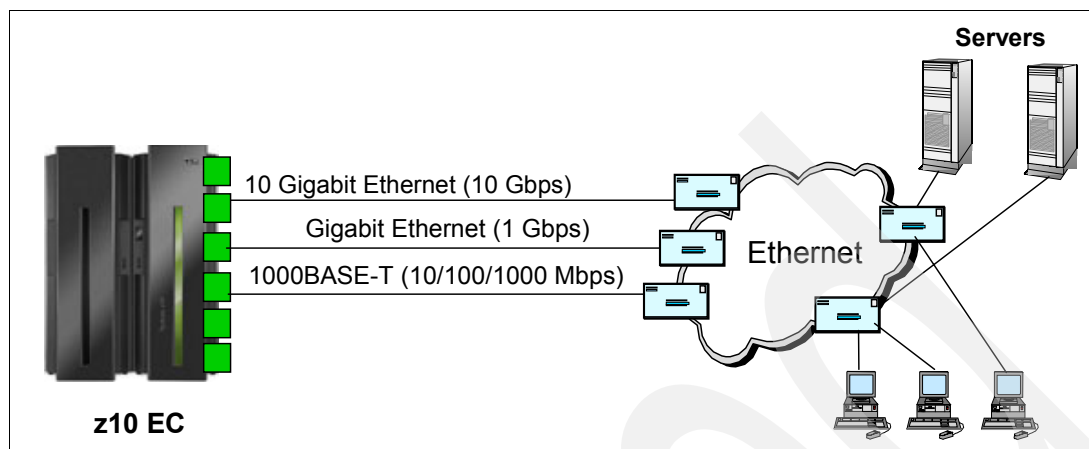 Servers
10 Gigabit Ethernet (10 Gbps)
Gigabit Ethernet (1 Gbps)
Ethernet
1000BASE-T (10/100/1000 Mbps)
z10 EC